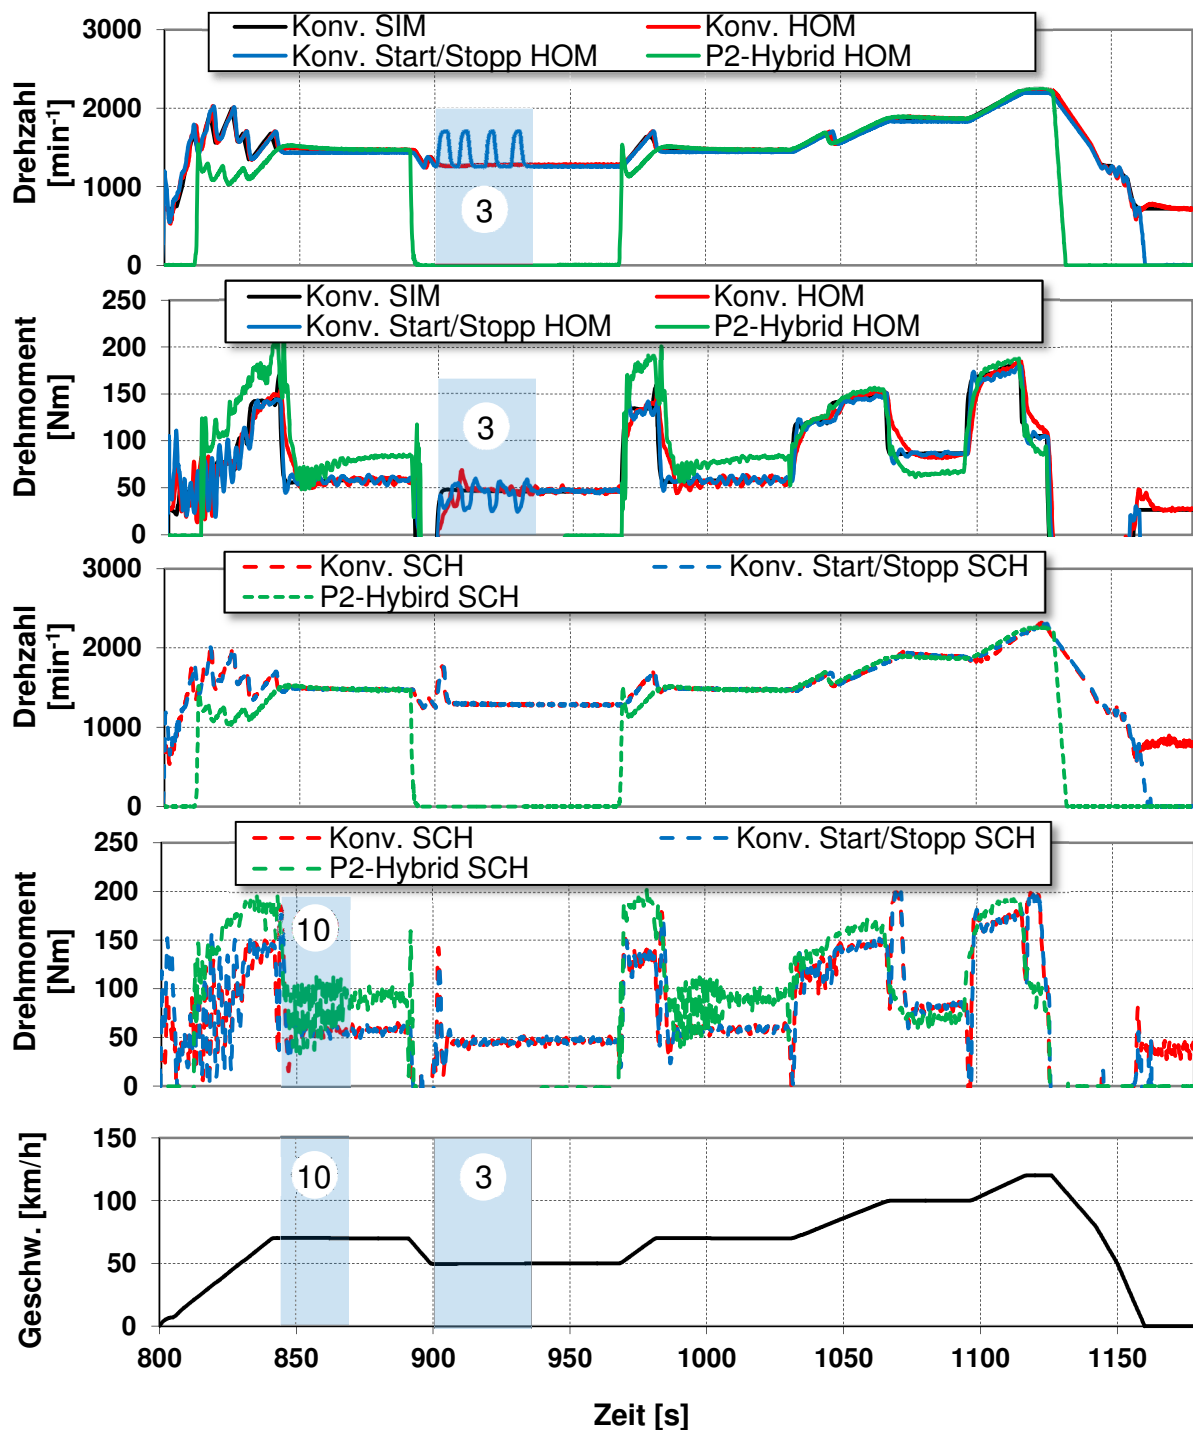 Konv. SIM Konv. HOM
Konv. Start/Stopp HOM P2-Hybrid HOM
Drehzahl
[min-1]
3000
2000
1000
0
3
Konv. SIM Konv. HOM
Konv. Start/Stopp HOM P2-Hybrid HOM
Drehmoment
[Nm]
250
200
150
100
50
0
3
Konv. SCH Konv. Start/Stopp SCH
P2-Hybird SCH
Drehzahl
[min-1]
3000
2000
1000
0
Konv. SCH Konv. Start/Stopp SCH
P2-Hybrid SCH
Drehmoment
[Nm]
250
200
150
100
50
0
10
Geschw. [km/h]
150
100
50
0
10 3
800 850 900 950 1000 1050 1100 1150
Zeit [s]